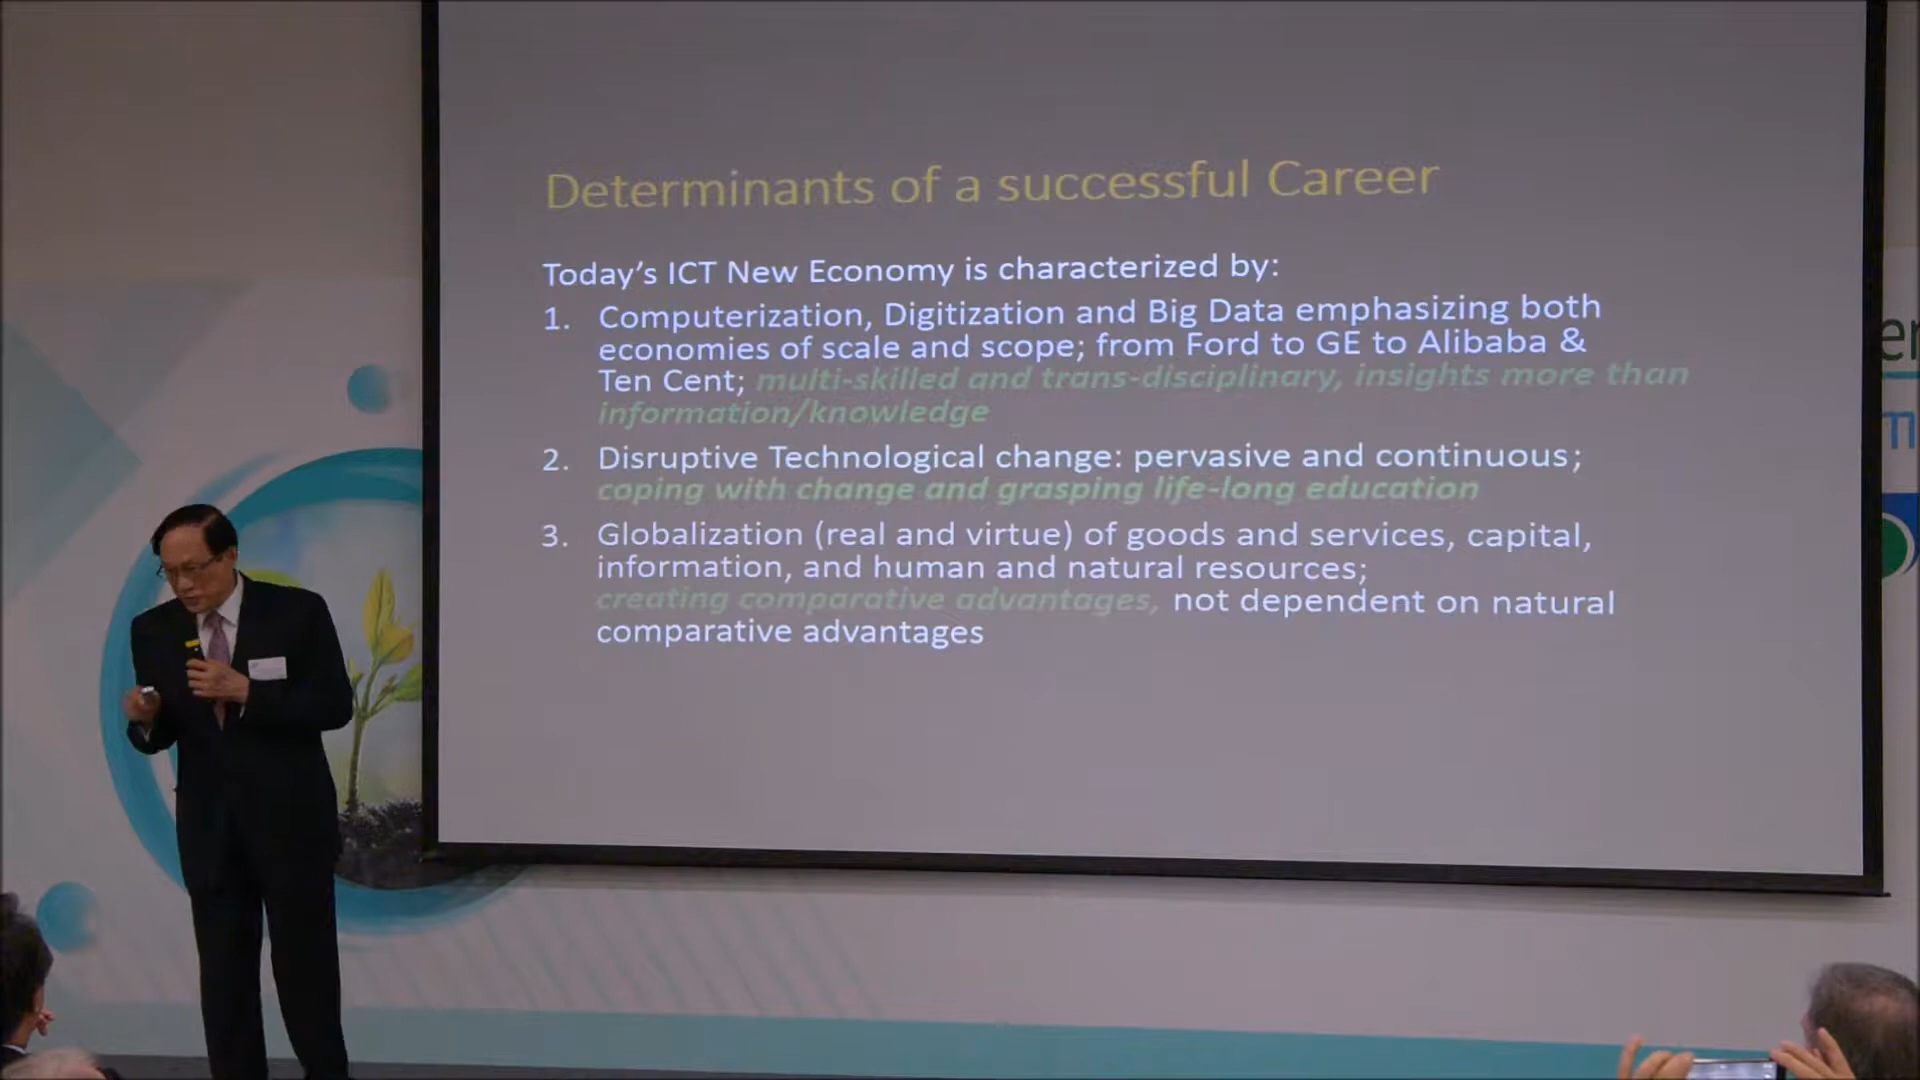 Determinants of a successful Career
Today's ICT New Economy is characterized by:
1. Computerization, Digitization and Big Data emphasizing both
economies of scale and scope; from Ford to GE to Alibaba &
Ten Cent; multi-skilled and trans-disciplinary, insights more than
information/knowledge
2. Disruptive Technological change: pervasive and continuous;
coping with change and grasping life-long education
3. Globalization (real and virtue) of goods and services, capital,
information, and human and natural resources;
creating comparative advantages, not dependent on natural
comparative advantages